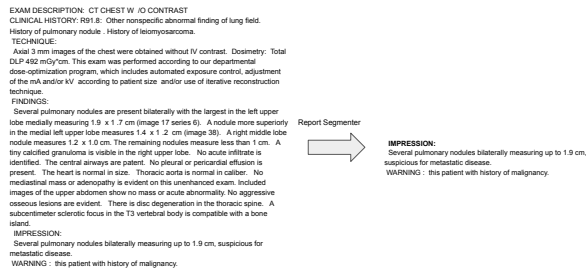 EXAM DESCRIPTION: CT CHEST W /O CONTRAST
CLINICAL HISTORY: R91.8: Other nonspecific abnormal finding of lung field.
History of pulmonary nodule . History of leiomyosarcoma.
TECHNIQUE:
Axial 3 mm images of the chest were obtained without IV contrast. Dosimetry: Total
DLP 492 mGy*cm. This exam was performed according to our departmental
dose-optimization program, which includes automated exposure control, adjustment
of the mA and/or kV according to patient size and/or use of iterative reconstruction
technique.
FINDINGS:
Several pulmonary nodules are present bilaterally with the largest in the left upper
lobe medially measuring 1.9 x 1 .7 cm (image 17 series 6). A nodule more superiorly
in the medial left upper lobe measures 1.4 x 1 .2 cm (image 38). A right middle lobe
nodule measures 1.2 x 1.0 cm. The remaining nodules measure less than 1 cm. A
tiny calcified granuloma is visible in the right upper lobe. No acute infiltrate is
identified. The central airways are patent. No pleural or pericardial effusion is
present. The heart is normal in size. Thoracic aorta is normal in caliber. No
mediastinal mass or adenopathy is evident on this unenhanced exam. Included
images of the upper abdomen show no mass or acute abnormality. No aggressive
osseous lesions are evident. There is disc degeneration in the thoracic spine. A
subcentimeter sclerotic focus in the T3 vertebral body is compatible with a bone
island.
IMPRESSION:
Several pulmonary nodules bilaterally measuring up to 1.9 cm, suspicious for
metastatic disease.
WARNING : this patient with history of malignancy.
Report Segmenter
IMPRESSION:
Several pulmonary nodules bilaterally measuring up to 1.9 cm,
suspicious for metastatic disease.
WARNING : this patient with history of malignancy.